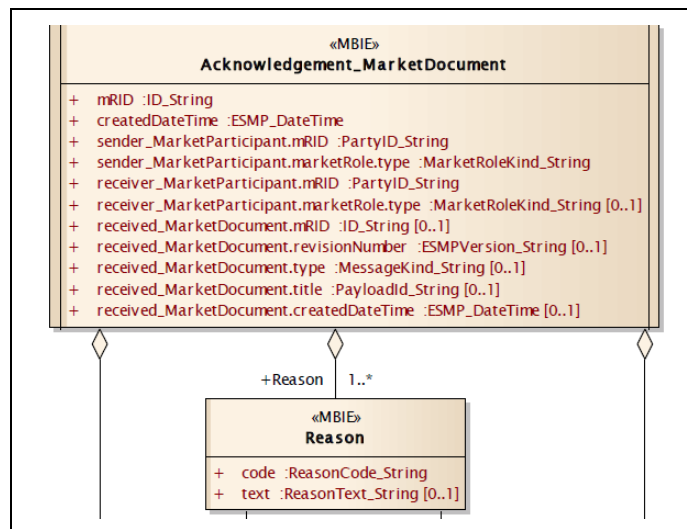 «MBIE»
Acknowledgement_MarketDocument
+ mRID :ID_String
+ createdDateTime :ESMP_DateTime
+ sender_MarketParticipant.mRID :PartyID_String
+ sender_MarketParticipant.marketRole.type :MarketRoleKind_String
+ receiver_MarketParticipant.mRID :PartyID_String
+ receiver_MarketParticipant.marketRole.type :MarketRoleKind_String [0..1]
+ received_MarketDocument.mRID :ID_String [0..1]
+ received_MarketDocument.revisionNumber :ESMPVersion_String [0..1]
+ received_MarketDocument.type :MessageKind_String [0..1]
+ received_MarketDocument.title :PayloadId_String [0..1]
+ received_MarketDocument.createdDateTime :ESMP_DateTime [0..1]
+Reason 1..*
«MBIE»
Reason
+ code :ReasonCode_String
+ text :ReasonText_String [0..1]